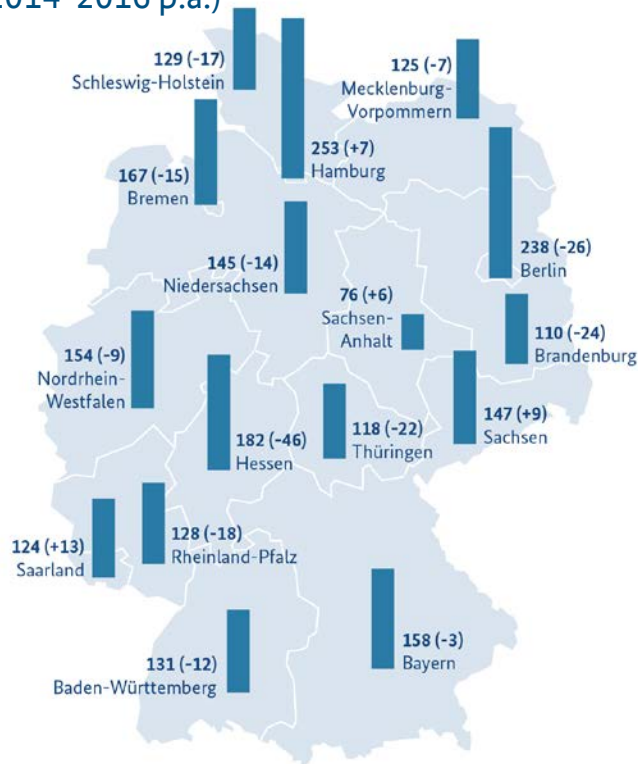 2014–2016 p.a.)
129 (-17)
Schleswig-Holstein
125 (-7)
Mecklenburg-
Vorpommern
253 (+7)
Hamburg
167 (-15)
Bremen
238 (-26)
Berlin
145 (-14)
Niedersachsen
76 (+6)
Sachsen-
Anhalt
110 (-24)
Brandenburg
154 (-9)
Nordrhein-
Westfalen
182 (-46)
Hessen
118 (-22)
Thüringen
147 (+9)
Sachsen
124 (+13)
Saarland
128 (-18)
Rheinland-Pfalz
158 (-3)
Bayern
131 (-12)
Baden-Württemberg